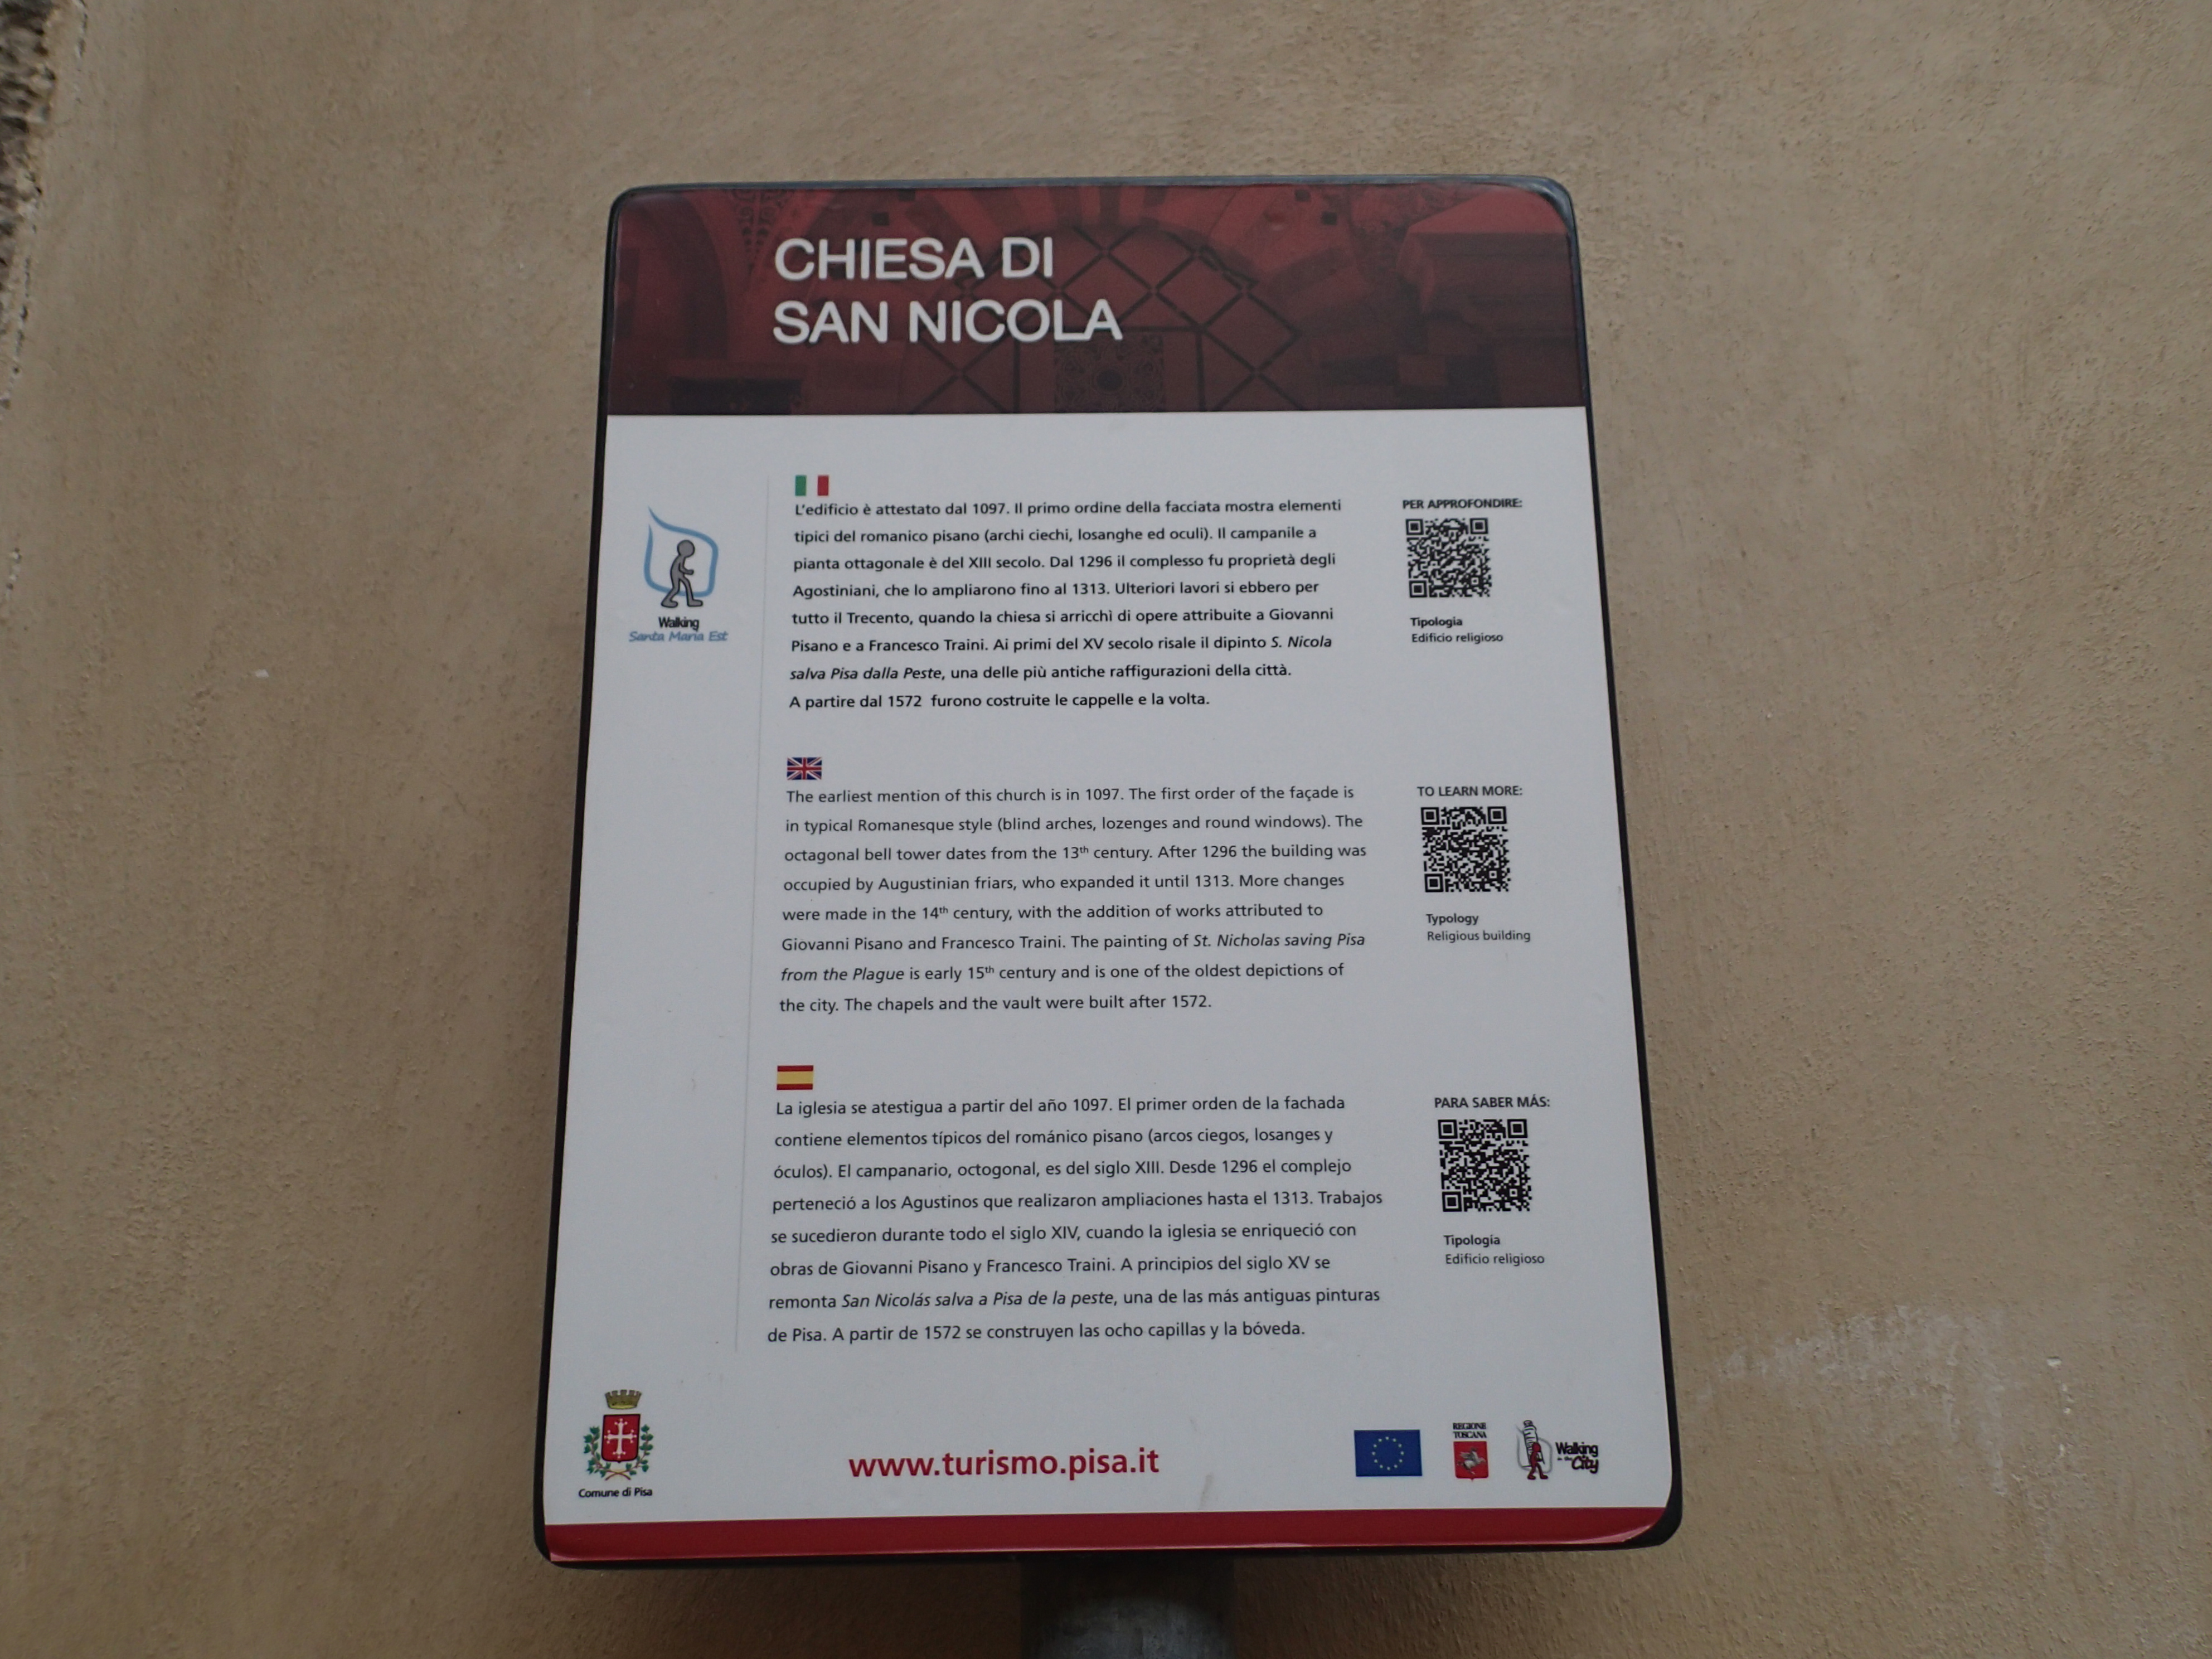 CHIESA DI
SAN NICOLA
L'edificio è attestato dal 1097. Il primo ordine della facciata mostra elementi
tipici del romanico pisano (archi ciechi, losanghe ed oculi). Il campanile a
pianta ottagonale è del XIII secolo. Dal 1296 il complesso fu proprietà degli
Agostiniani, che lo ampliarono fino al 1313. Ulteriori lavori si ebbero per
tutto il Trecento, quando la chiesa si arricchì di opere attribuite a Giovanni
Pisano e a Francesco Traini. Ai primi del XV secolo risale il dipinto S. Nicola
salva Pisa dalla Peste, una delle più antiche raffigurazioni della città.
A partire dal 1572 furono costruite le cappelle e la volta.
PER APPROFONDIRE:
Tipologia
Edificio religioso
Walking
Santa Maria Est
The earliest mention of this church is in 1097. The first order of the façade is
in typical Romanesque style (blind arches, lozenges and round windows). The
octagonal bell tower dates from the 13th century. After 1296 the building was
occupied by Augustinian friars, who expanded it until 1313. More changes
were made in the 14th century, with the addition of works attributed to
Giovanni Pisano and Francesco Traini. The painting of St. Nicholas saving Pisa
from the Plague is early 15th century and is one of the oldest depictions of
the city. The chapels and the vault were built after 1572.
TO LEARN MORE:
Typology
Religious building
La iglesia se atestigua a partir del año 1097. El primer orden de la fachada
contiene elementos típicos del románico pisano (arcos ciegos, losanges y
óculos). El campanario, octogonal, es del siglo XIII. Desde 1296 el complejo
perteneció a los Agustinos que realizaron ampliaciones hasta el 1313. Trabajos
se sucedieron durante todo el siglo XIV, cuando la iglesia se enriqueció con
obras de Giovanni Pisano y Francesco Traini. A principios del siglo XV se
remonta San Nicolás salva a Pisa de la peste, una de las más antiguas pinturas
de Pisa. A partir de 1572 se construyen las ocho capillas y la bóveda.
PARA SABER MÁS:
Tipología
Edificio religioso
Comune di Pisa
www.turismo.pisa.it
REGIONE
TOSCANA
Walking
City